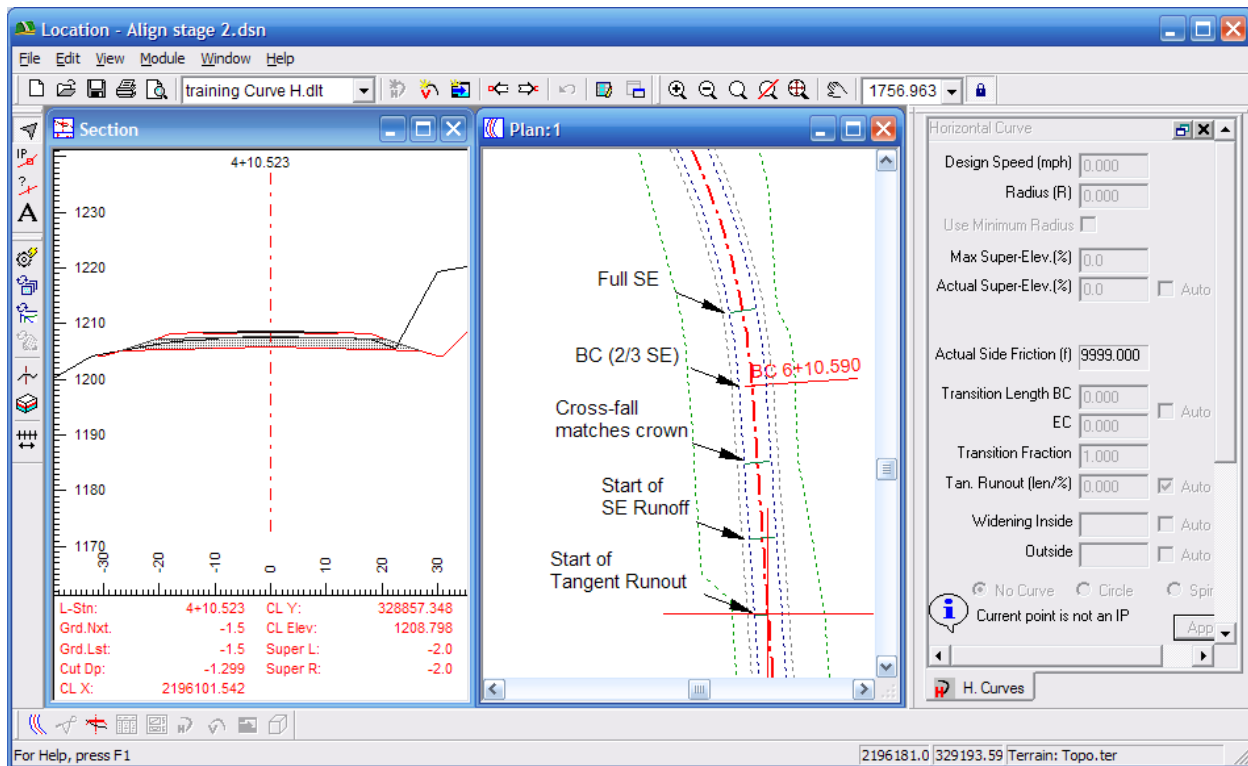 Location - Align stage 2.dsn
File Edit View Module Window Help
training Curve H.dlt
1756.963
IP
?
A
Section
4+10.523
1230
1220
1210
1200
1190
1180
1170
-30 -20 -10 0 10 20 30
L-Stn: 4+10.523 CL Y: 328857.348
Grd.Nxt. -1.5 CL Elev: 1208.798
Grd.Lst: -1.5 Super L: -2.0
Cut Dp: -1.299 Super R: -2.0
CL X: 2196101.542
Plan:1
Full SE
BC (2/3 SE)
BC 6+10.590
Cross-fall
matches crown
Start of
SE Runoff
Start of
Tangent Runout
Horizontal Curve
Design Speed (mph) 0.000
Radius (R) 0.000
Use Minimum Radius
Max Super-Elev.(%) 0.0
Actual Super-Elev.(%) 0.0 Auto
Actual Side Friction (f) 9999.000
Transition Length BC 0.000
Auto
EC 0.000
Transition Fraction 1.000
Tan. Runout (len/%) 0.000 Auto
Widening Inside Auto
Outside Auto
No Curve Circle Spir
Current point is not an IP
App
H. Curves
For Help, press F1
2196181.0 329193.59 Terrain: Topo.ter